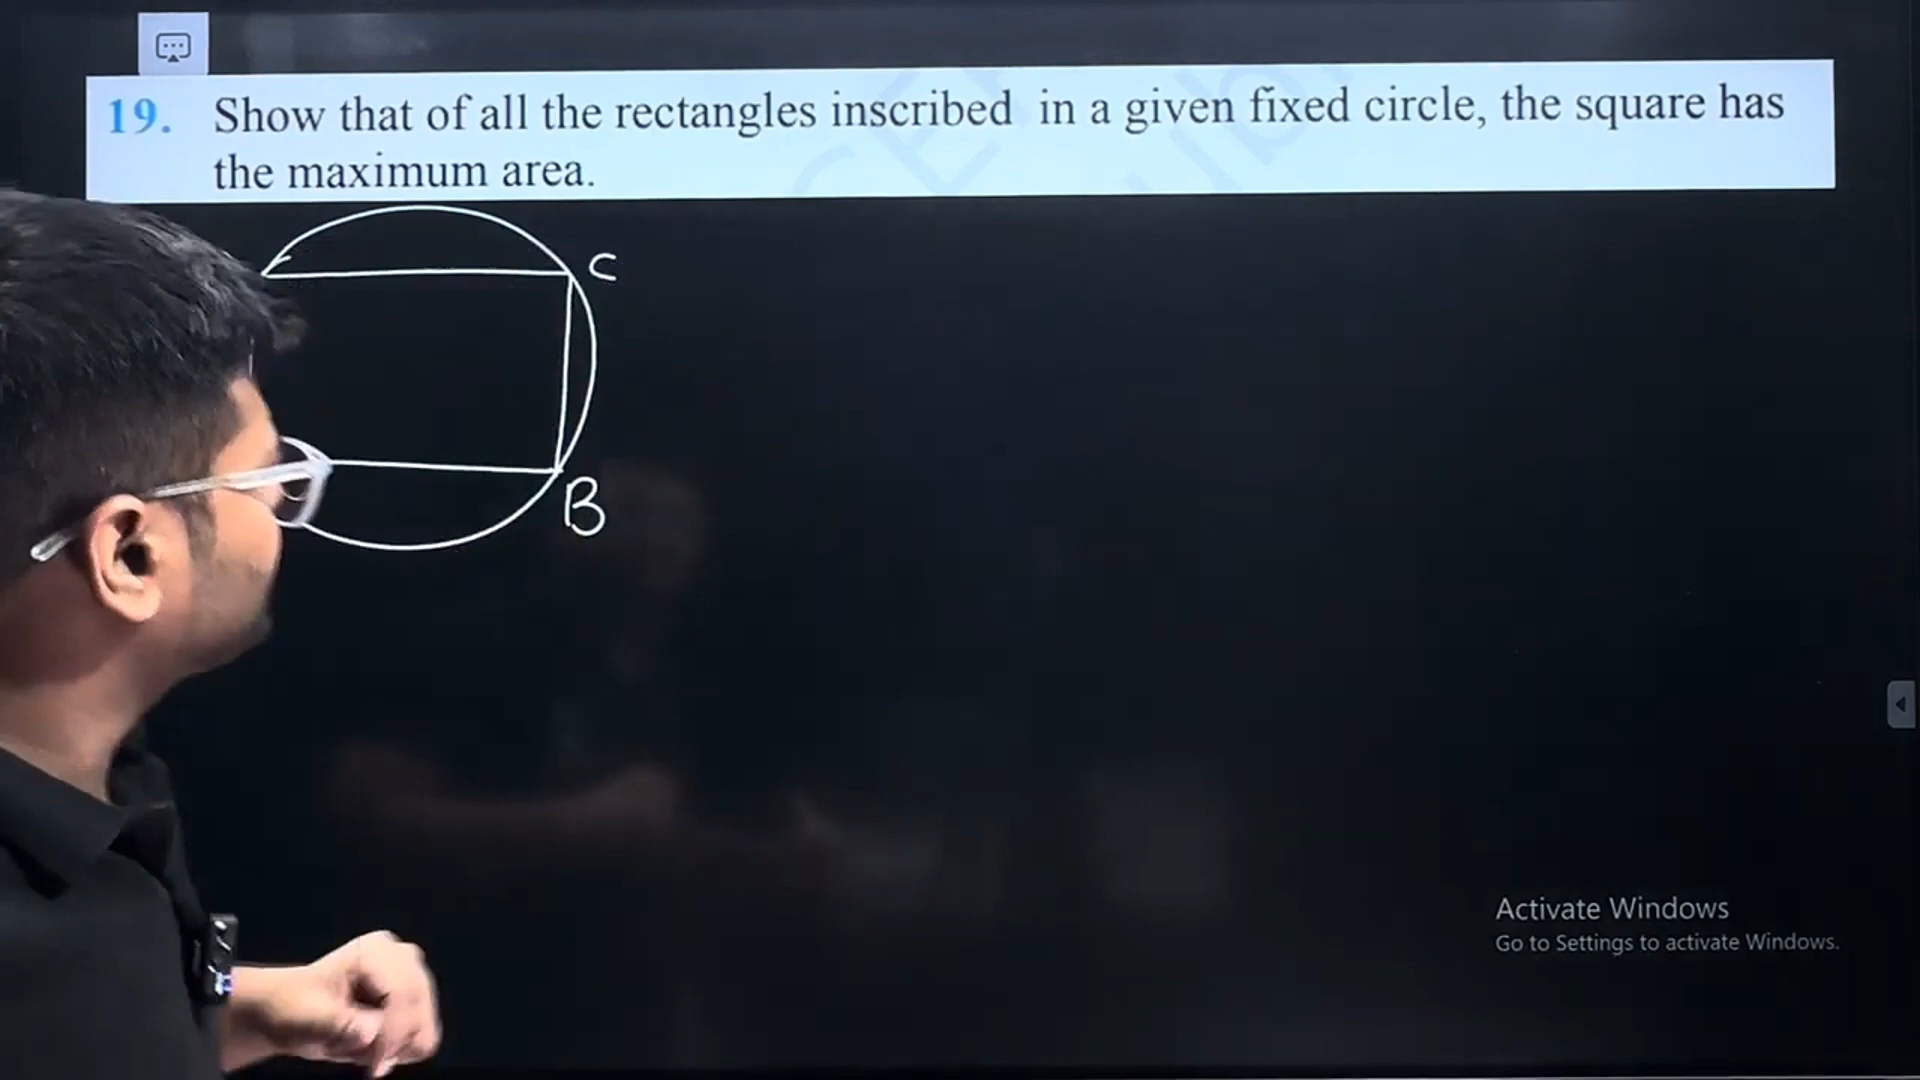 19. Show that of all the rectangles inscribed in a given fixed circle, the square has
the maximum area.
C
B
Activate Windows
Go to Settings to activate Windows.